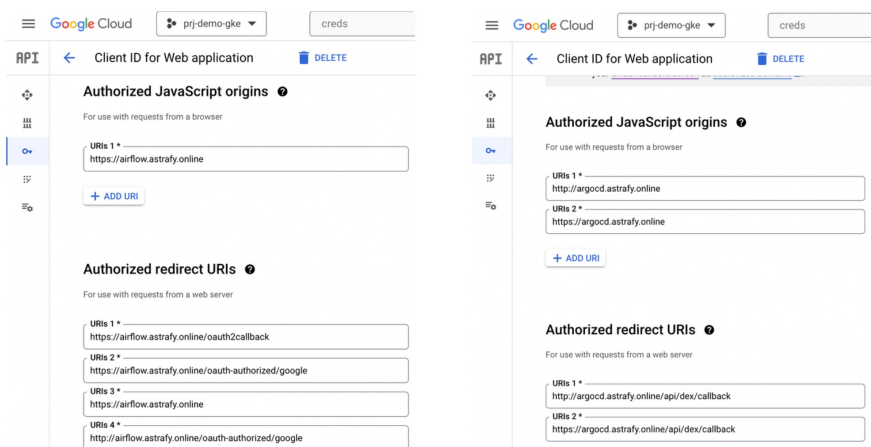 Google Cloud
prj-demo-gke
creds
API
Client ID for Web application
DELETE
Authorized JavaScript origins
For use with requests from a browser
URIs 1 *
https://airflow.astrafy.online
+ ADD URI
Authorized redirect URIs
For use with requests from a web server
URIs 1 *
https://airflow.astrafy.online/oauth2callback
URIs 2 *
https://airflow.astrafy.online/oauth-authorized/google
URIs 3 *
https://airflow.astrafy.online
URIs 4 *
http://airflow.astrafy.online/oauth-authorized/google
Google Cloud
prj-demo-gke
creds
API
Client ID for Web application
DELETE
Authorized JavaScript origins
For use with requests from a browser
URIs 1 *
http://argocd.astrafy.online
URIs 2 *
https://argocd.astrafy.online
+ ADD URI
Authorized redirect URIs
For use with requests from a web server
URIs 1 *
http://argocd.astrafy.online/api/dex/callback
URIs 2 *
https://argocd.astrafy.online/api/dex/callback